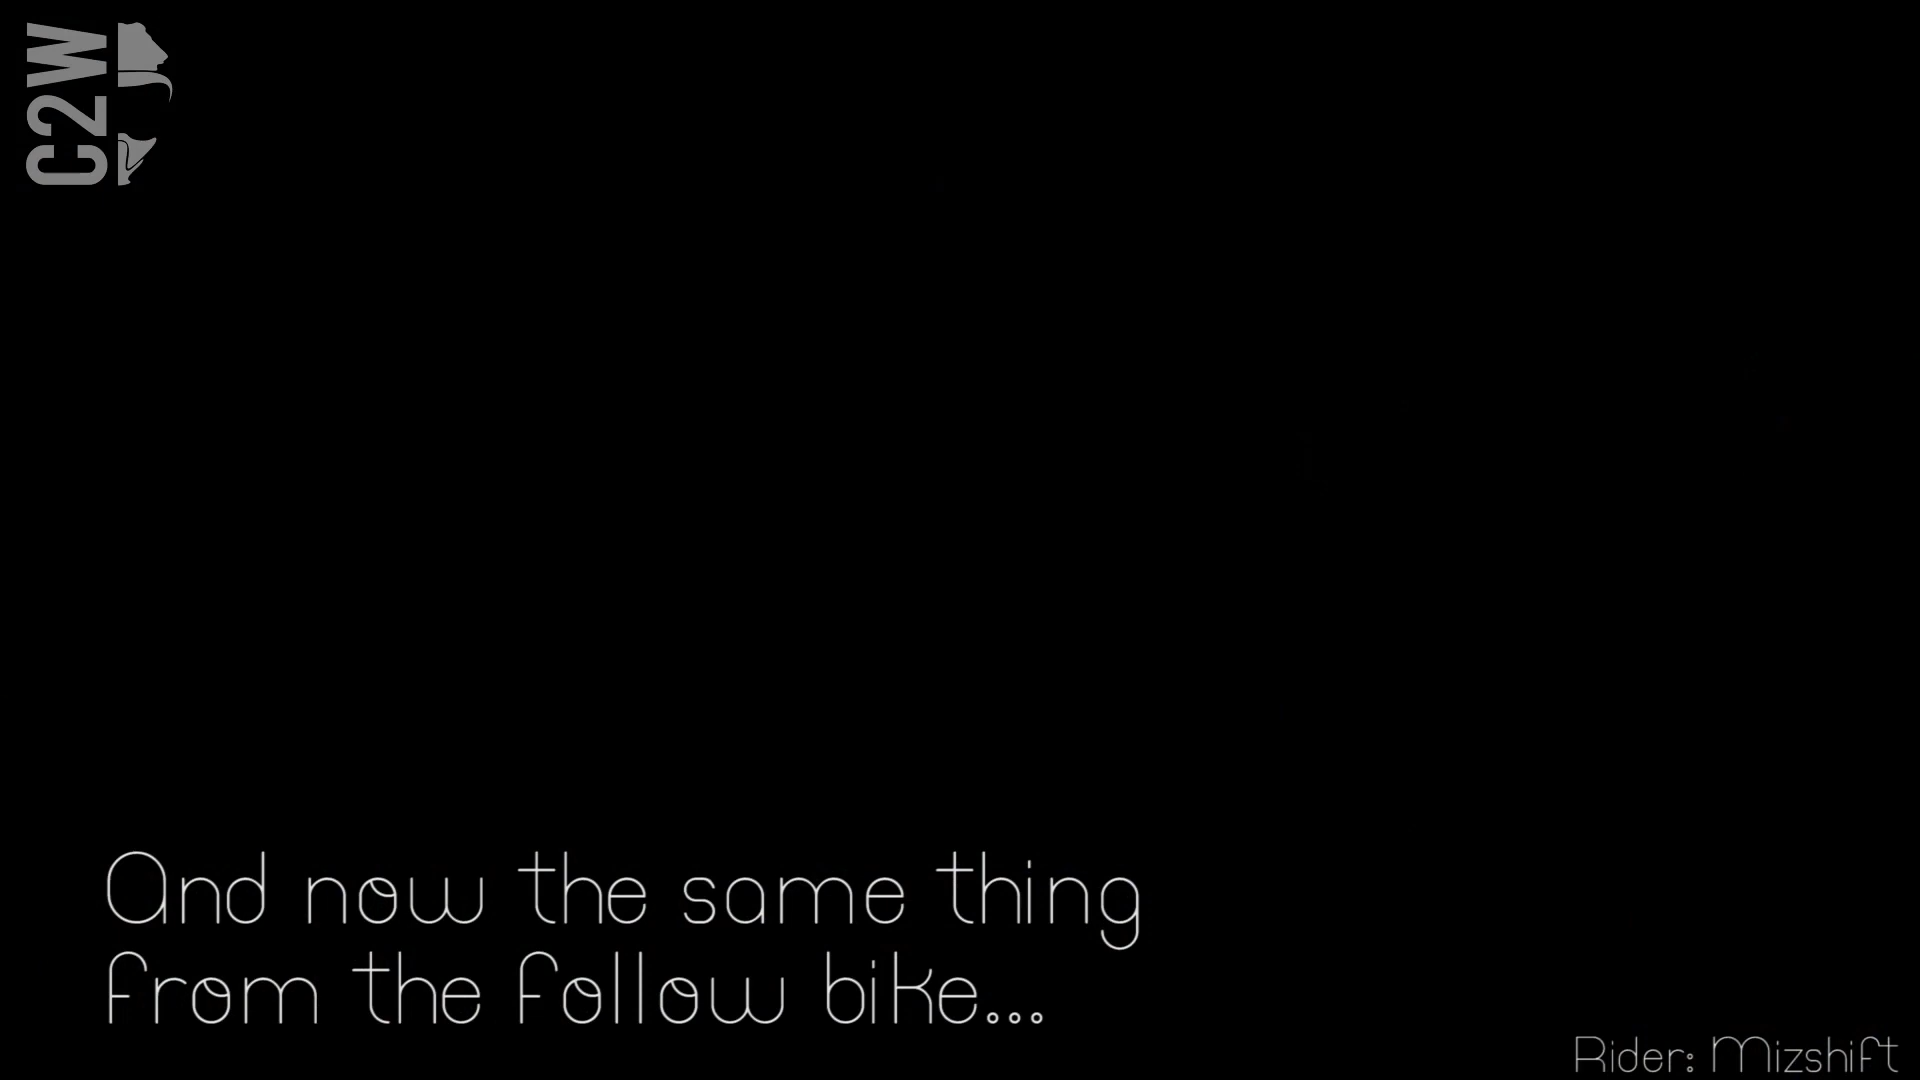 C2W
And now the same thing
from the follow bike...
Rider: Mizshift